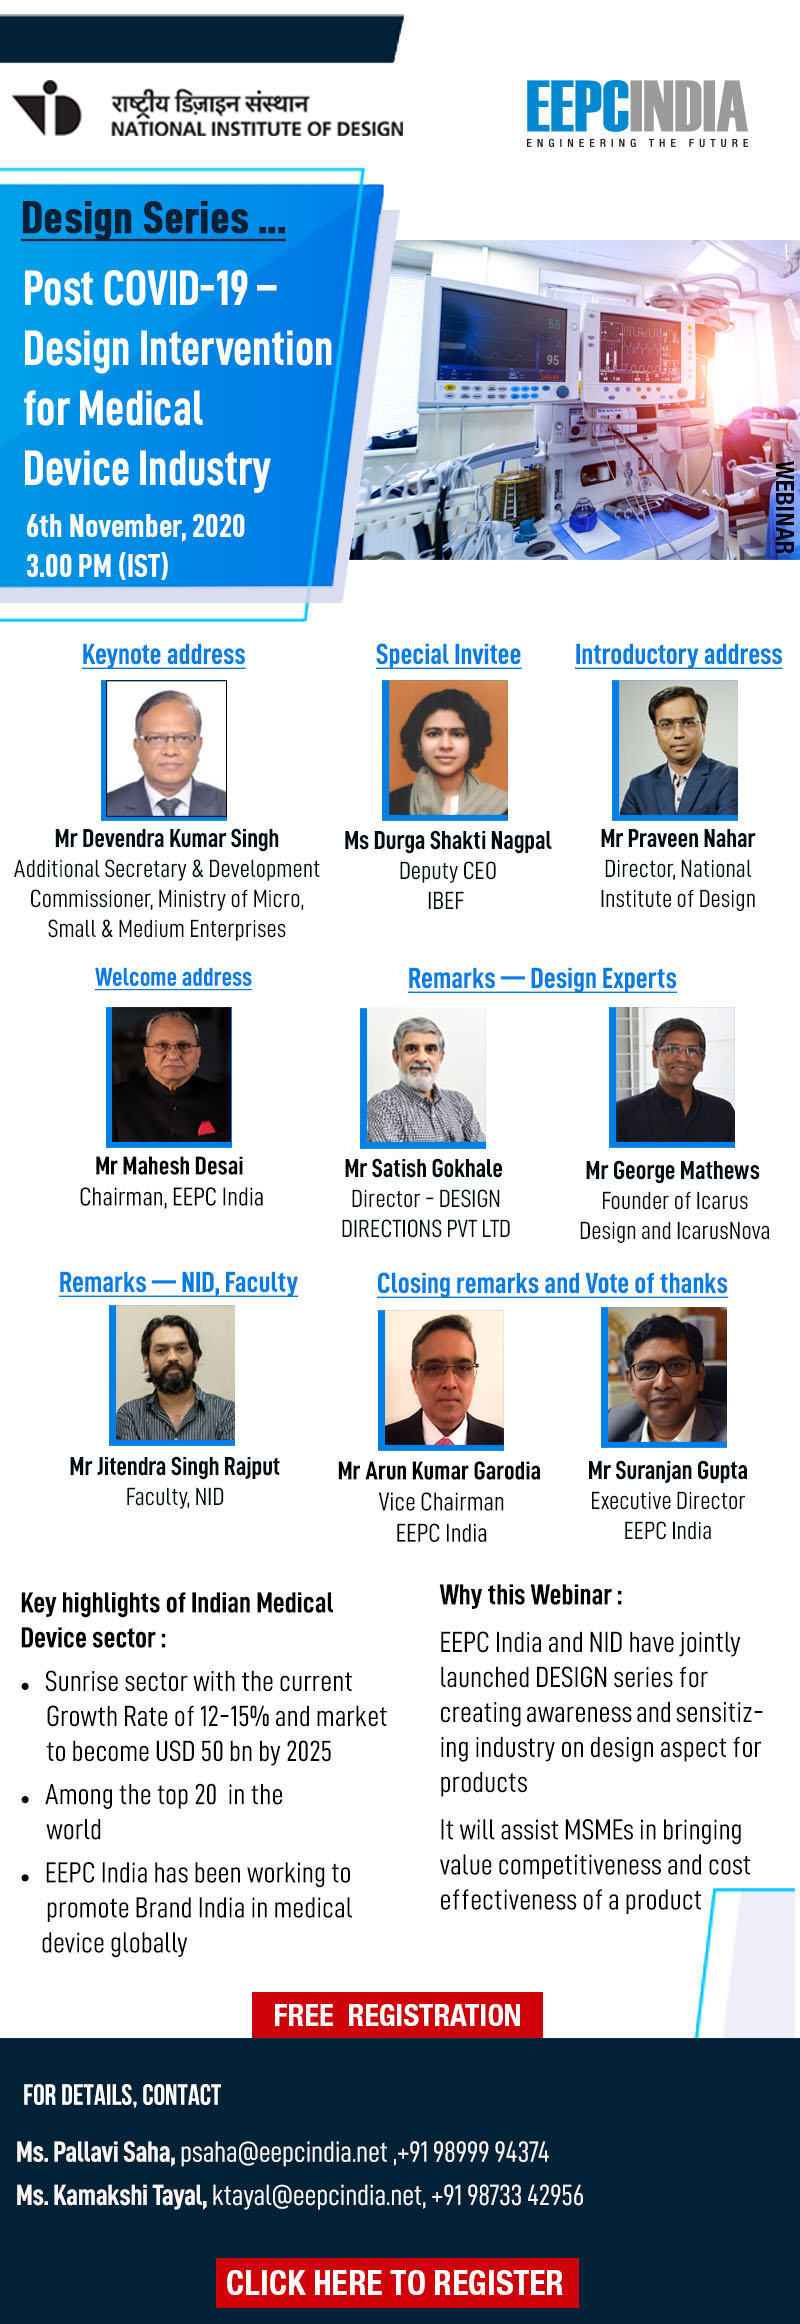 राष्ट्रीय डिज़ाइन संस्थान
NATIONAL INSTITUTE OF DESIGN
EEPCINDIA
ENGINEERING THE FUTURE
Design Series ...
Post COVID-19 –
Design Intervention
for Medical
Device Industry
6th November, 2020
3.00 PM (IST)
55
95
WEBINAR
Keynote address
Mr Devendra Kumar Singh
Additional Secretary & Development
Commissioner, Ministry of Micro,
Small & Medium Enterprises
Special Invitee
Ms Durga Shakti Nagpal
Deputy CEO
IBEF
Introductory address
Mr Praveen Nahar
Director, National
Institute of Design
Welcome address
Mr Mahesh Desai
Chairman, EEPC India
Remarks — Design Experts
Mr Satish Gokhale
Director - DESIGN
DIRECTIONS PVT LTD
Mr George Mathews
Founder of Icarus
Design and IcarusNova
Remarks — NID, Faculty
Mr Jitendra Singh Rajput
Faculty, NID
Closing remarks and Vote of thanks
Mr Arun Kumar Garodia
Vice Chairman
EEPC India
Mr Suranjan Gupta
Executive Director
EEPC India
Key highlights of Indian Medical
Device sector :
• Sunrise sector with the current
Growth Rate of 12-15% and market
to become USD 50 bn by 2025
• Among the top 20 in the
world
• EEPC India has been working to
promote Brand India in medical
device globally
Why this Webinar :
EEPC India and NID have jointly
launched DESIGN series for
creating awareness and sensitiz-
ing industry on design aspect for
products
It will assist MSMEs in bringing
value competitiveness and cost
effectiveness of a product
FREE REGISTRATION
FOR DETAILS, CONTACT
Ms. Pallavi Saha, psaha@eepcindia.net ,+91 98999 94374
Ms. Kamakshi Tayal, ktayal@eepcindia.net, +91 98733 42956
CLICK HERE TO REGISTER